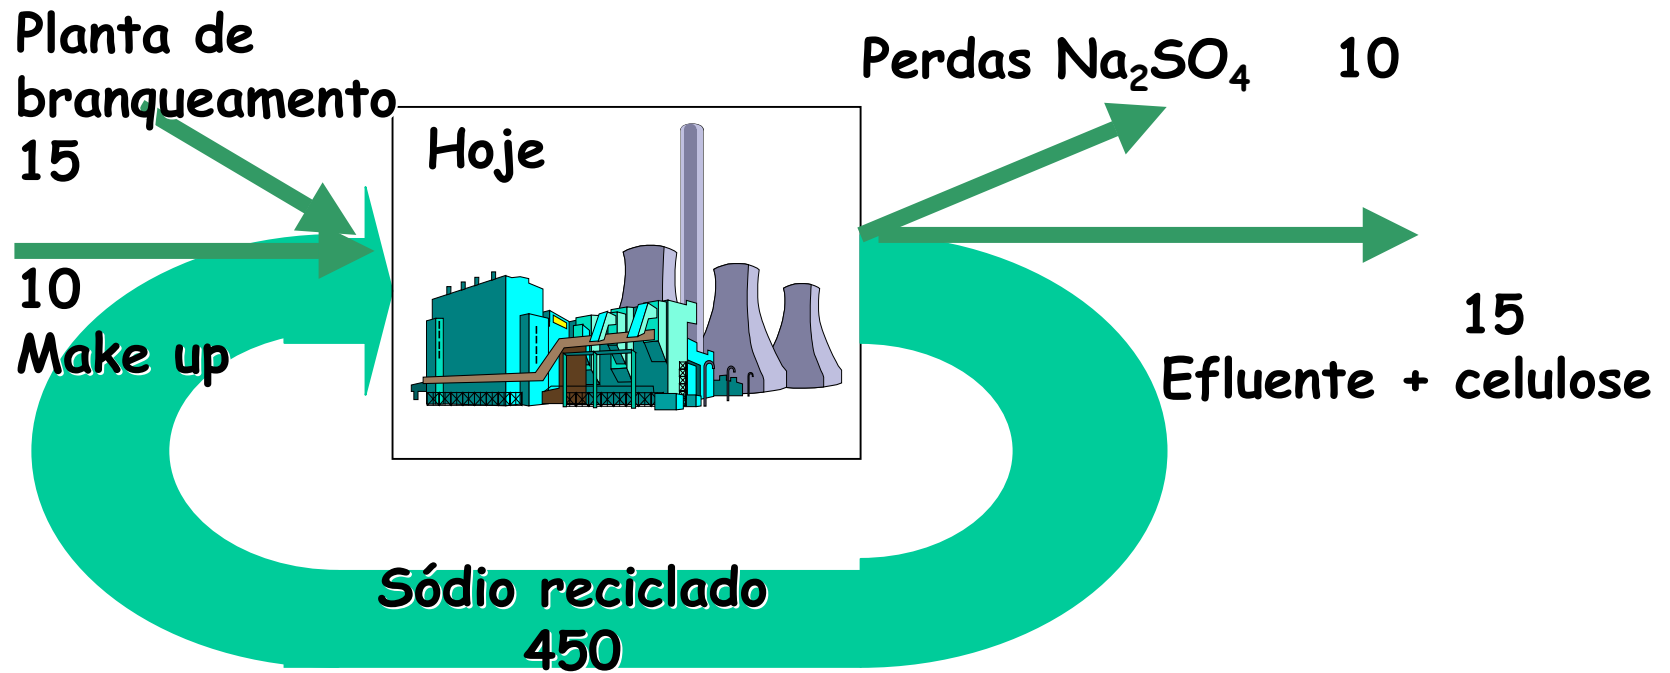 Planta de
branqueamento
15
10
Make up
Hoje
Perdas Na₂SO₄ 10
15
Efluente + celulose
Sódio reciclado
450